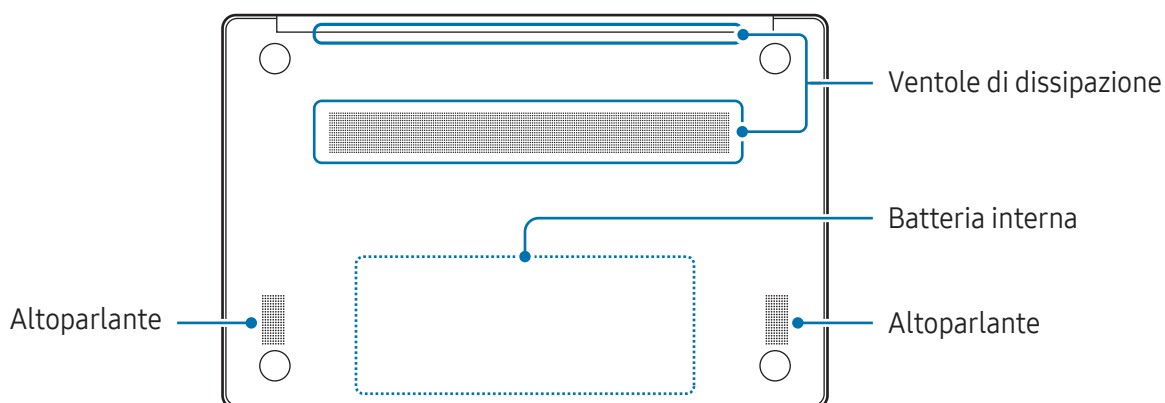 Ventole di dissipazione
Batteria interna
Altoparlante
Altoparlante